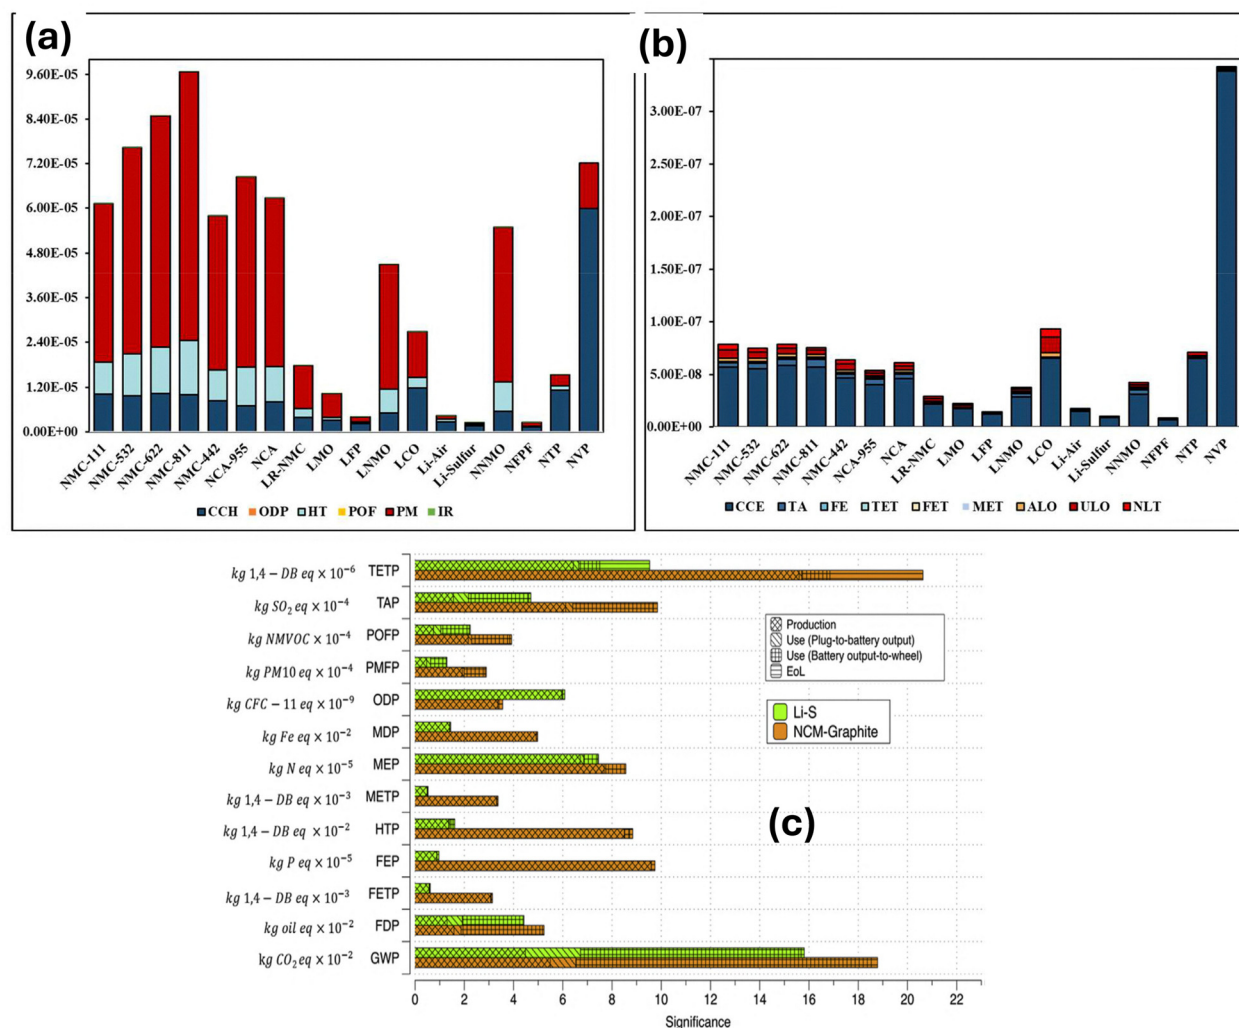 (a)
9.60E-05
8.40E-05
7.20E-05
6.00E-05
4.80E-05
3.60E-05
2.40E-05
1.20E-05
0.00E+00
NMC-111
NMC-532
NMC-622
NMC-811
NMC-442
NCA-955
NCA
LR-NMC
LMO
LFP
LNMO
LCO
Li-Air
Li-Sulfur
NNMO
NFPF
NTP
NVP
CCH ODP HT POF PM IR
(b)
3.00E-07
2.50E-07
2.00E-07
1.50E-07
1.00E-07
5.00E-08
0.00E+00
NMC-111
NMC-532
NMC-622
NMC-811
NMC-442
NCA-955
NCA
LR-NMC
LMO
LFP
LNMO
LCO
Li-Air
Li-Sulfur
NNMO
NFPF
NTP
NVP
CCE TA FE TET FET MET ALO ULO NLT
kg 1,4 − DB eq × 10⁻⁶ TETP
kg SO₂ eq × 10⁻⁴ TAP
kg NMVOC × 10⁻⁴ POFP
kg PM10 eq × 10⁻⁴ PMFP
kg CFC − 11 eq × 10⁻⁹ ODP
kg Fe eq × 10⁻² MDP
kg N eq × 10⁻⁵ MEP
kg 1,4 − DB eq × 10⁻³ METP
kg 1,4 − DB eq × 10⁻² HTP
kg P eq × 10⁻⁵ FEP
kg 1,4 − DB eq × 10⁻³ FETP
kg oil eq × 10⁻² FDP
kg CO₂ eq × 10⁻² GWP
Production
Use (Plug-to-battery output)
Use (Battery output-to-wheel)
EoL
Li-S
NCM-Graphite
(c)
0 2 4 6 8 10 12 14 16 18 20 22
Significance